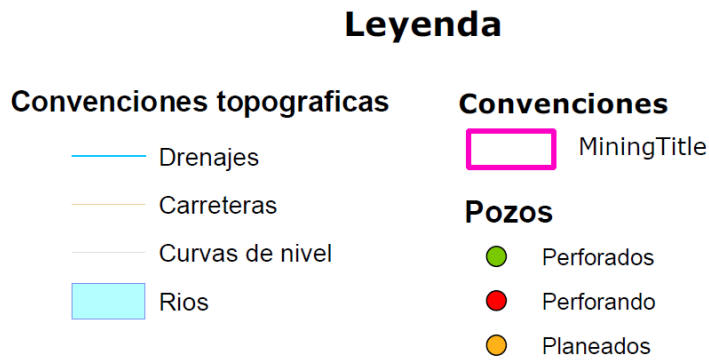 Leyenda
Convenciones topograficas
Drenajes
Carreteras
Curvas de nivel
Rios
Convenciones
MiningTitle
Pozos
Perforados
Perforando
Planeados